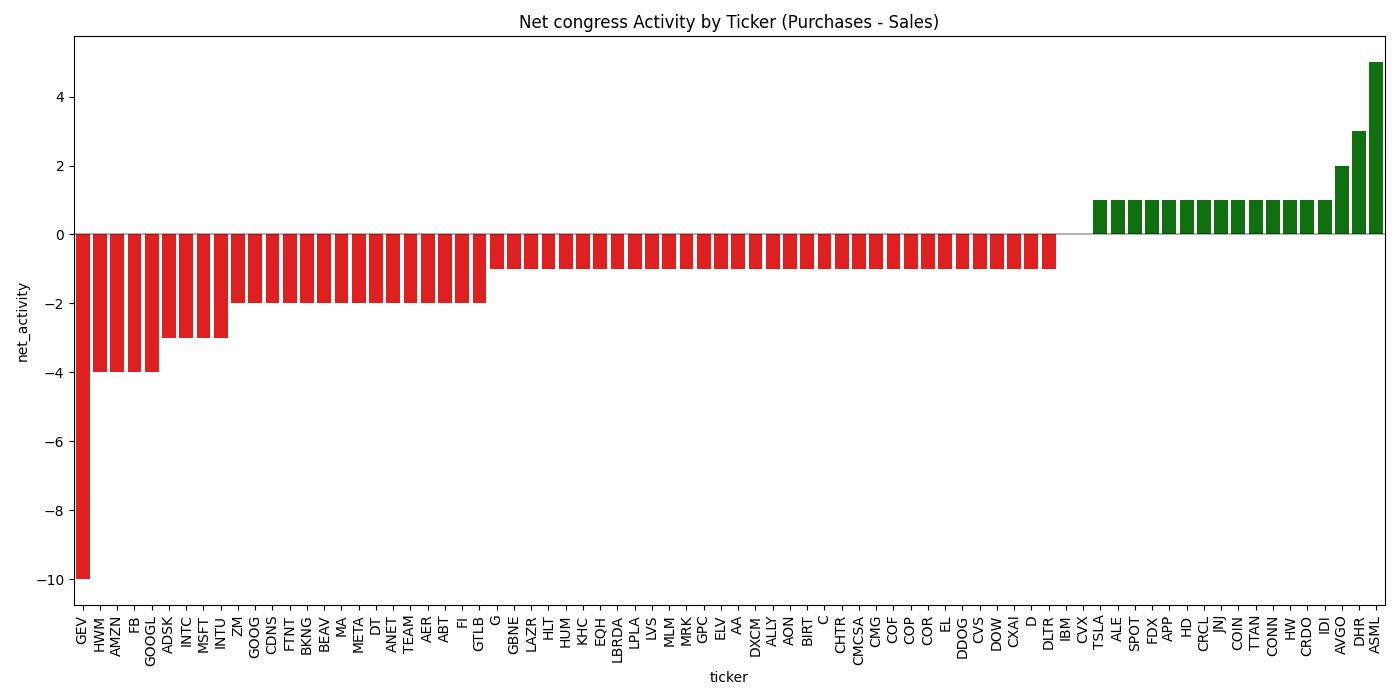 Net congress Activity by Ticker (Purchases - Sales)
net_activity
4
2
0
−2
−4
−6
−8
−10
GEV
HWM
AMZN
FB
GOOGL
ADSK
INTC
MSFT
INTU
ZM
GOOG
CDNS
FTNT
BKNG
BEAV
MA
META
DT
ANET
TEAM
AER
ABT
FI
GTLB
G
GBNE
LAZR
HLT
HUM
KHC
EQH
LBRDA
LPLA
LVS
MLM
MRK
GPC
ELV
AA
DXCM
ALLY
AON
BIRT
C
CHTR
CMCSA
CMG
COF
COP
COR
EL
DDOG
CVS
DOW
CXAI
D
DLTR
IBM
CVX
TSLA
ALE
SPOT
FDX
APP
HD
CRCL
JNJ
COIN
TTAN
CONN
HW
CRDO
IDI
AVGO
DHR
ASML
ticker